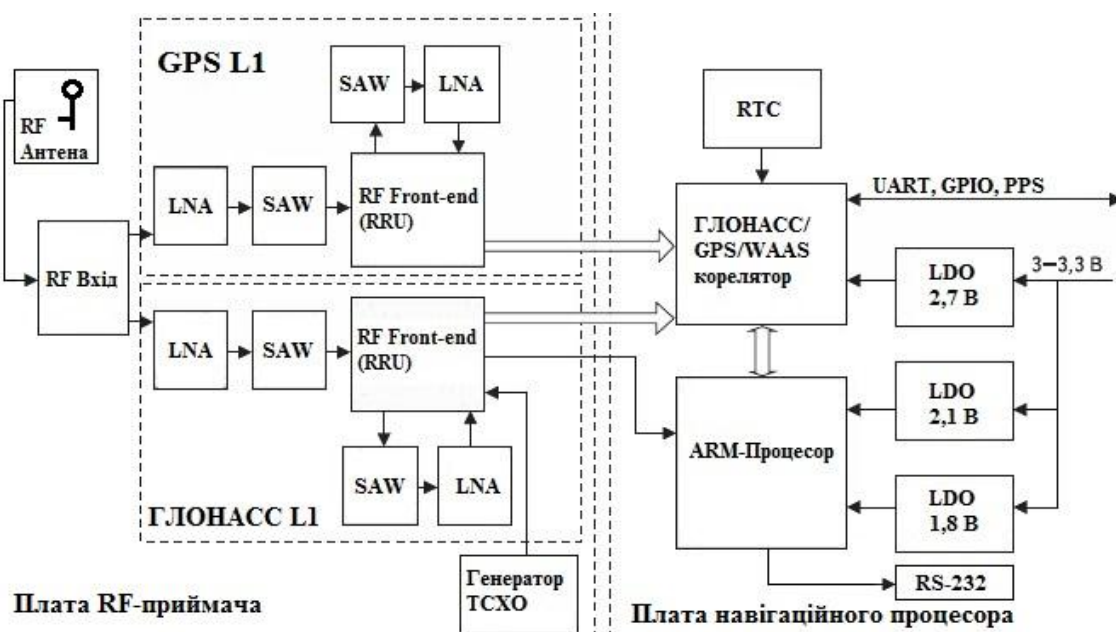 GPS L1
SAW
LNA
RF
Антена
RTC
LNA
SAW
RF Front-end
(RRU)
UART, GPIO, PPS
ГЛОНАСС/
GPS/WAAS
корелятор
RF Вхід
LDO
2,7 В
3–3,3 В
LNA
SAW
RF Front-end
(RRU)
LDO
2,1 В
ARM-Процесор
SAW
LNA
LDO
1,8 В
ГЛОНАСС L1
Генератор
TCXO
RS-232
Плата RF-приймача
Плата навігаційного процесора